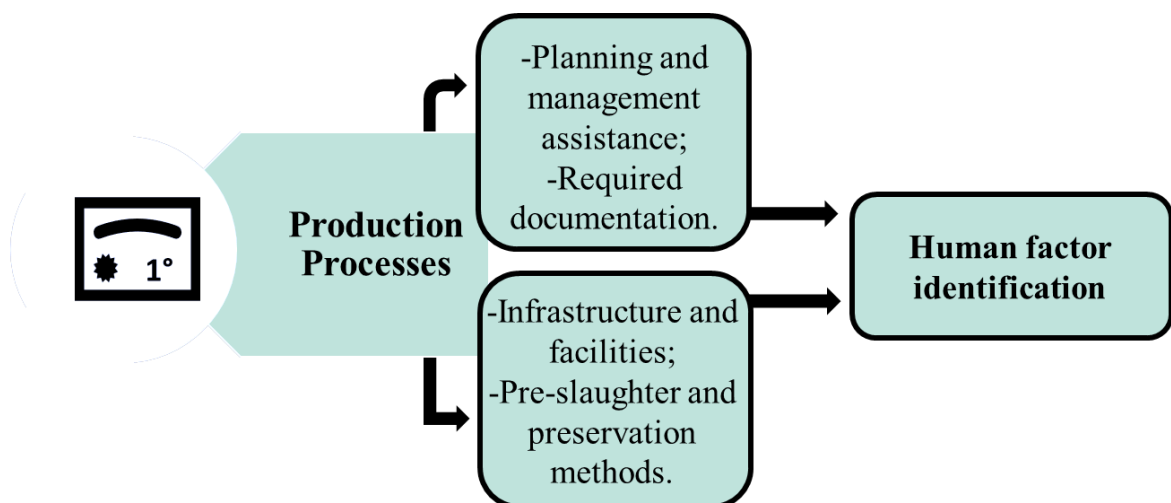 -Planning and
management
assistance;
-Required
documentation.
Production
Processes
1°
Human factor
identification
-Infrastructure and
facilities;
-Pre-slaughter and
preservation
methods.